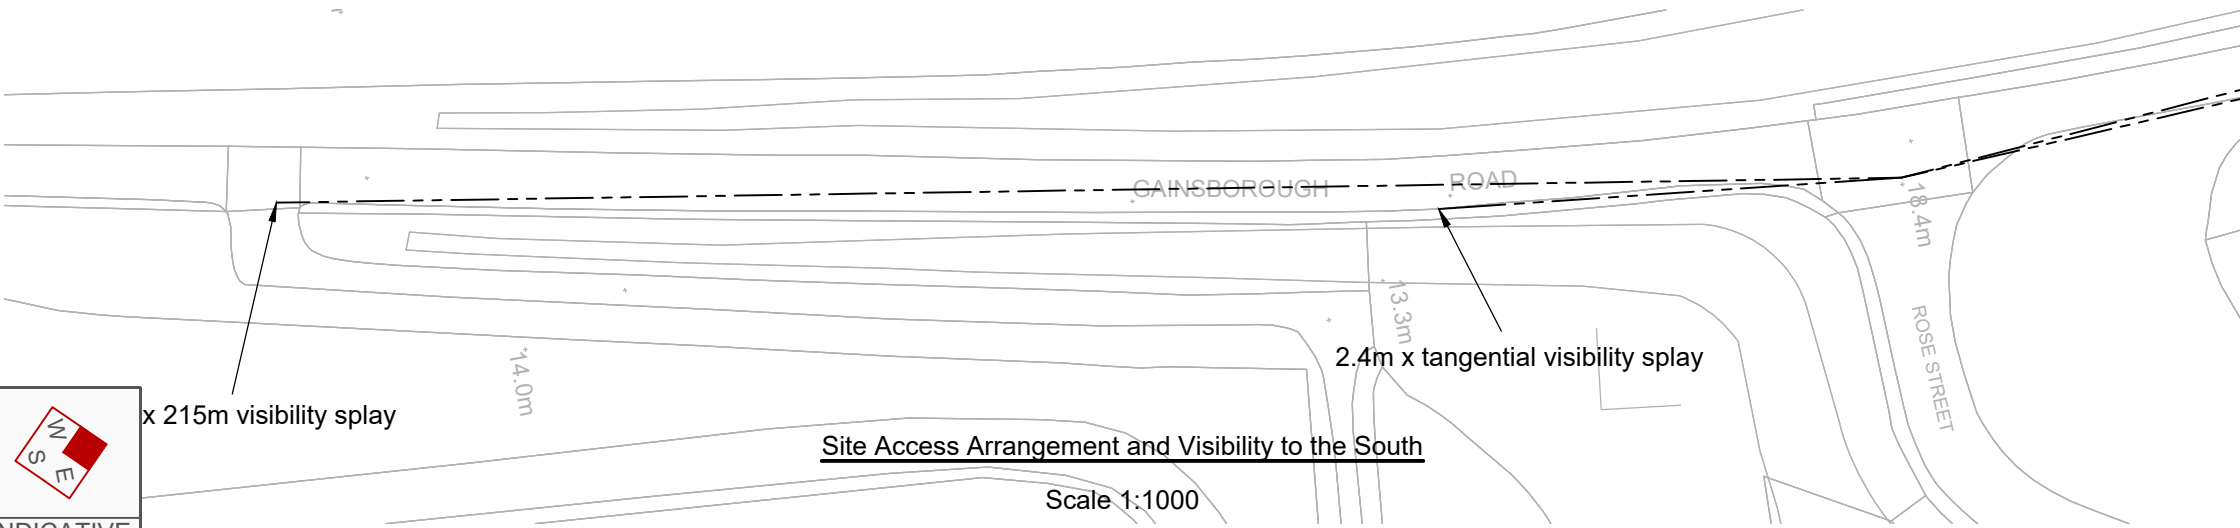 GAINSBOROUGH ROAD
18.4m
13.3m
ROSE STREET
14.0m
2.4m x tangential visibility splay
x 215m visibility splay
W
S
E
Site Access Arrangement and Visibility to the South
Scale 1:1000